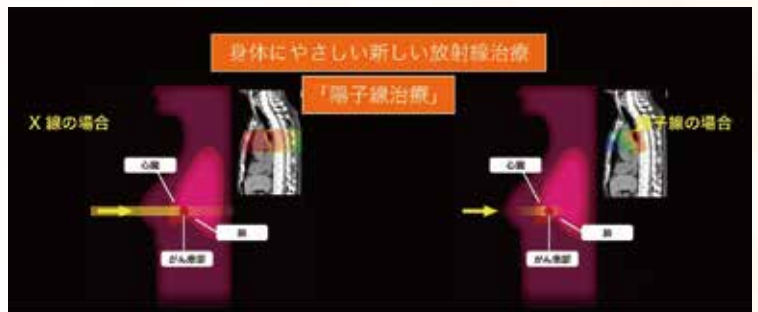 身体にやさしい新しい放射線治療
「陽子線治療」
X 線の場合
心臓
肺
がん患部
陽子線の場合
心臓
肺
がん患部